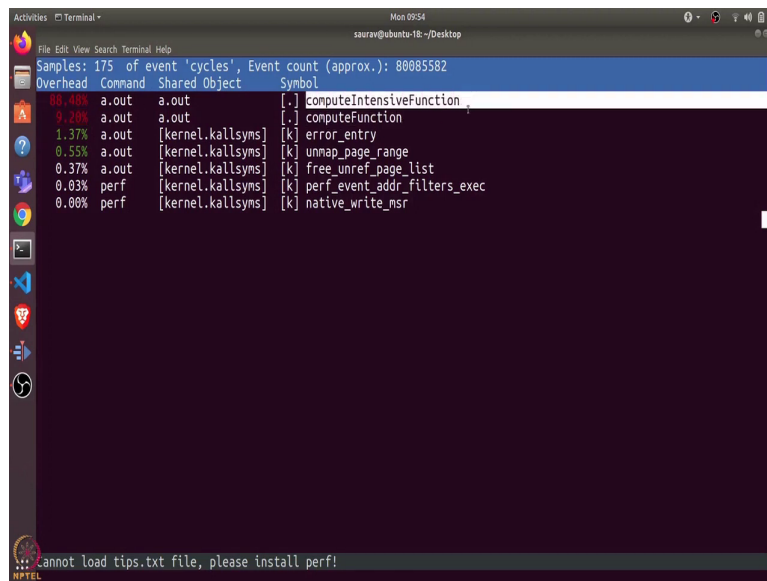 Activities Terminal Mon 09:54
saurav@ubuntu-18: ~/Desktop
File Edit View Search Terminal Help
Samples: 175 of event 'cycles', Event count (approx.): 80085582
Overhead Command Shared Object Symbol
88.48% a.out a.out [.] computeIntensiveFunction
9.20% a.out a.out [.] computeFunction
1.37% a.out [kernel.kallsyms] [k] error_entry
0.55% a.out [kernel.kallsyms] [k] unmap_page_range
0.37% a.out [kernel.kallsyms] [k] free_unref_page_list
0.03% perf [kernel.kallsyms] [k] perf_event_addr_filters_exec
0.00% perf [kernel.kallsyms] [k] native_write_msr
Cannot load tips.txt file, please install perf!
NPTEL